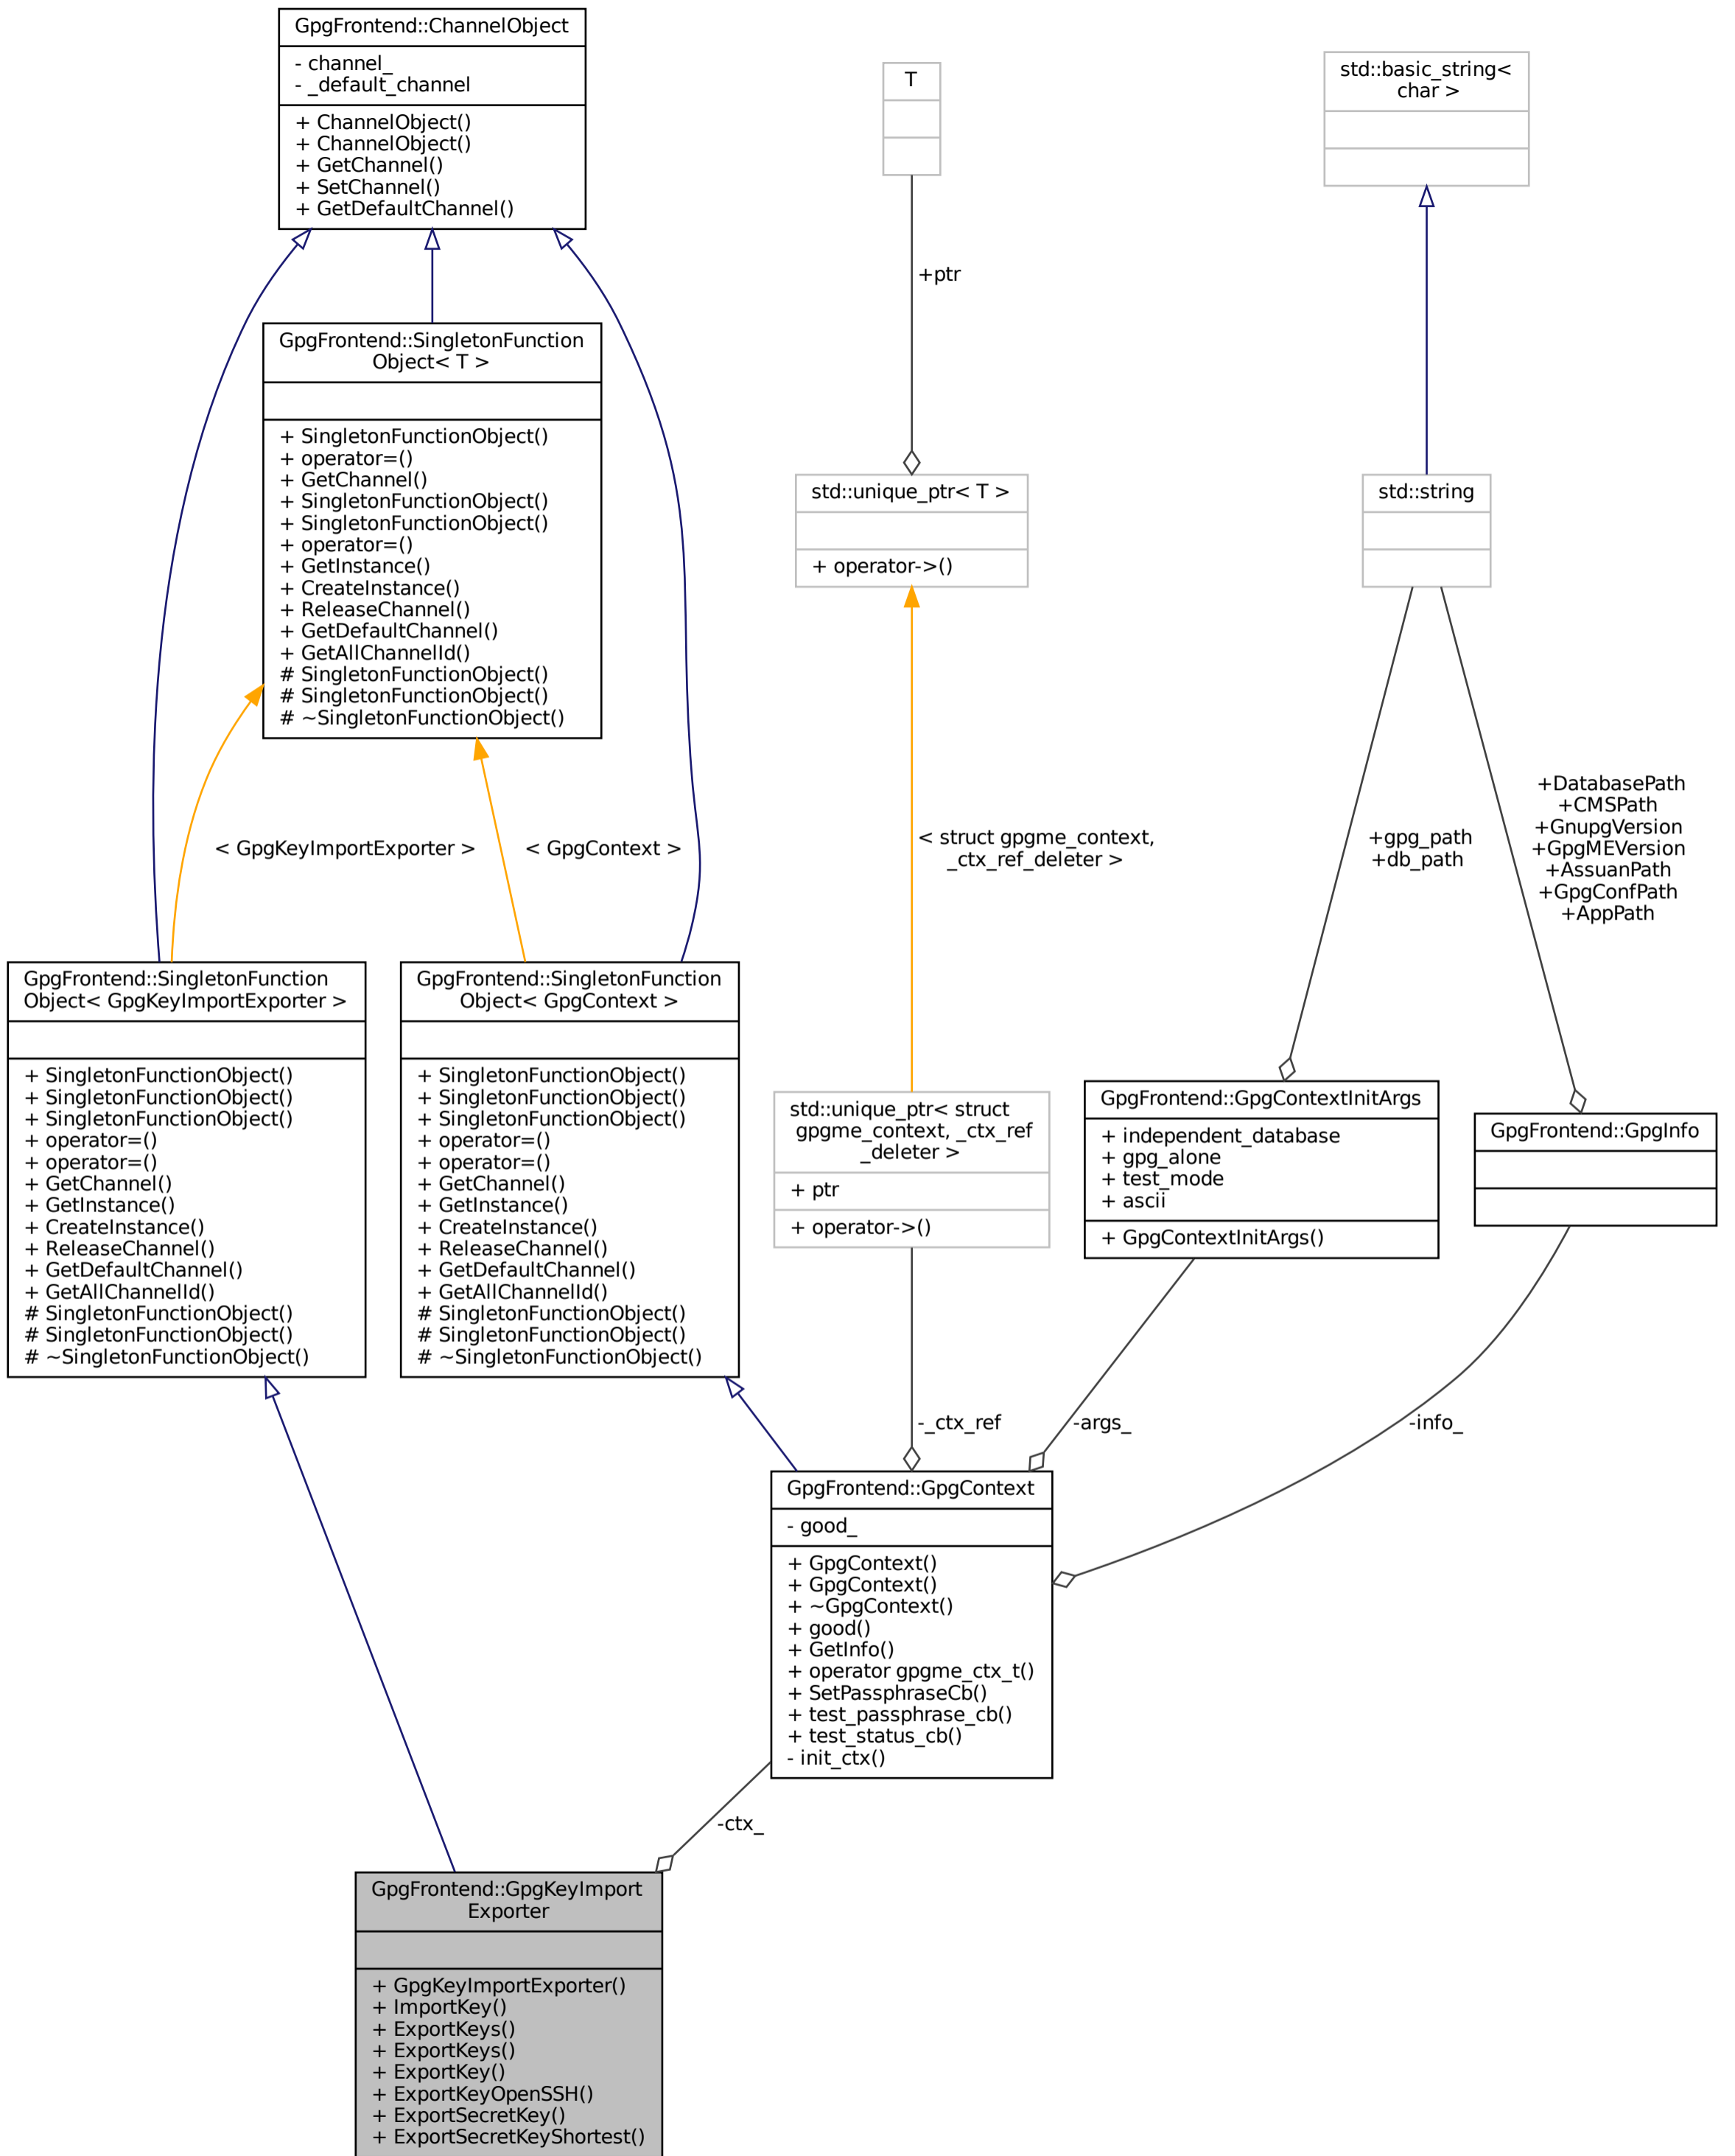 GpgFrontend::ChannelObject
- channel_
- _default_channel
+ ChannelObject()
+ ChannelObject()
+ GetChannel()
+ SetChannel()
+ GetDefaultChannel()
T
std::basic_string<
char >
+ptr
GpgFrontend::SingletonFunction
Object< T >
+ SingletonFunctionObject()
+ operator=()
+ GetChannel()
+ SingletonFunctionObject()
+ SingletonFunctionObject()
+ operator=()
+ GetInstance()
+ CreateInstance()
+ ReleaseChannel()
+ GetDefaultChannel()
+ GetAllChannelId()
# SingletonFunctionObject()
# SingletonFunctionObject()
# ~SingletonFunctionObject()
std::unique_ptr< T >
+ operator->()
std::string
< GpgKeyImportExporter >
< GpgContext >
< struct gpgme_context,
_ctx_ref_deleter >
+gpg_path
+db_path
+DatabasePath
+CMSPath
+GnupgVersion
+GpgMEVersion
+AssuanPath
+GpgConfPath
+AppPath
GpgFrontend::SingletonFunction
Object< GpgKeyImportExporter >
+ SingletonFunctionObject()
+ SingletonFunctionObject()
+ SingletonFunctionObject()
+ operator=()
+ operator=()
+ GetChannel()
+ GetInstance()
+ CreateInstance()
+ ReleaseChannel()
+ GetDefaultChannel()
+ GetAllChannelId()
# SingletonFunctionObject()
# SingletonFunctionObject()
# ~SingletonFunctionObject()
GpgFrontend::SingletonFunction
Object< GpgContext >
+ SingletonFunctionObject()
+ SingletonFunctionObject()
+ SingletonFunctionObject()
+ operator=()
+ operator=()
+ GetChannel()
+ GetInstance()
+ CreateInstance()
+ ReleaseChannel()
+ GetDefaultChannel()
+ GetAllChannelId()
# SingletonFunctionObject()
# SingletonFunctionObject()
# ~SingletonFunctionObject()
std::unique_ptr< struct
gpgme_context, _ctx_ref
_deleter >
+ ptr
+ operator->()
GpgFrontend::GpgContextInitArgs
+ independent_database
+ gpg_alone
+ test_mode
+ ascii
+ GpgContextInitArgs()
GpgFrontend::GpgInfo
-_ctx_ref
-args_
-info_
GpgFrontend::GpgContext
- good_
+ GpgContext()
+ GpgContext()
+ ~GpgContext()
+ good()
+ GetInfo()
+ operator gpgme_ctx_t()
+ SetPassphraseCb()
+ test_passphrase_cb()
+ test_status_cb()
- init_ctx()
-ctx_
GpgFrontend::GpgKeyImport
Exporter
+ GpgKeyImportExporter()
+ ImportKey()
+ ExportKeys()
+ ExportKeys()
+ ExportKey()
+ ExportKeyOpenSSH()
+ ExportSecretKey()
+ ExportSecretKeyShortest()